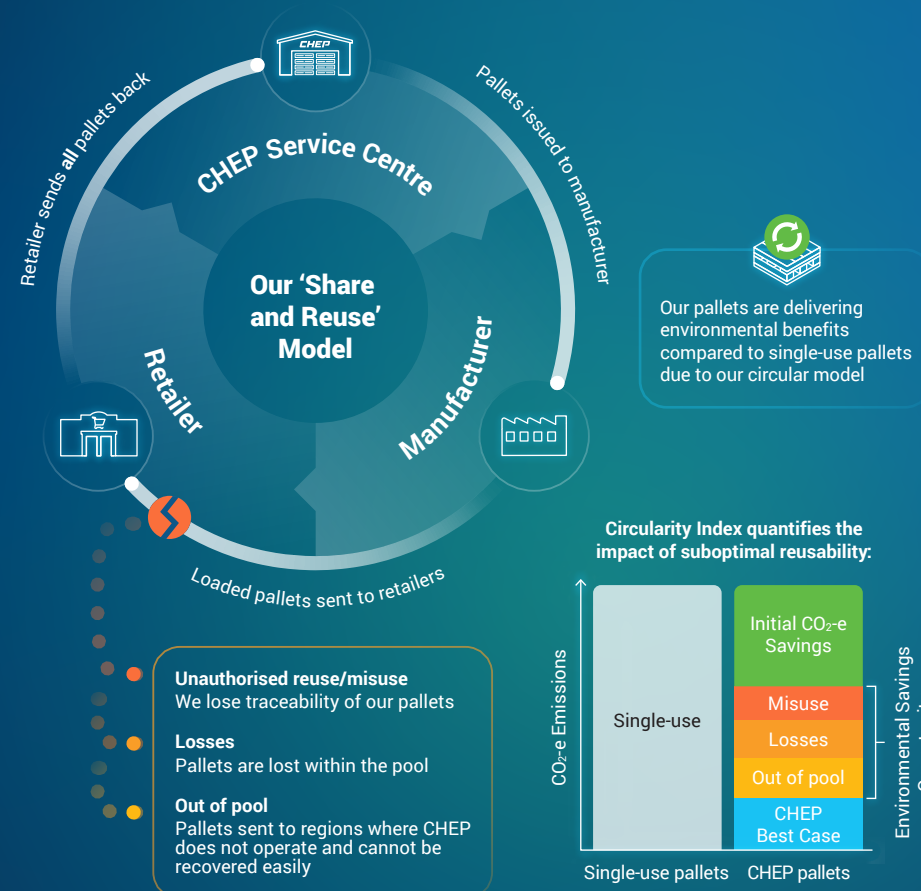 CHEP
Retailer sends all pallets back
Pallets issued to manufacturer
CHEP Service Centre
Our ‘Share
and Reuse’
Model
Retailer
Manufacturer
Loaded pallets sent to retailers
Our pallets are delivering
environmental benefits
compared to single-use pallets
due to our circular model
Unauthorised reuse/misuse
We lose traceability of our pallets
Losses
Pallets are lost within the pool
Out of pool
Pallets sent to regions where CHEP
does not operate and cannot be
recovered easily
Circularity Index quantifies the
impact of suboptimal reusability:
CO₂-e Emissions
Single-use
Initial CO₂-e
Savings
Misuse
Losses
Out of pool
CHEP
Best Case
Environmental Savings
Single-use pallets
CHEP pallets